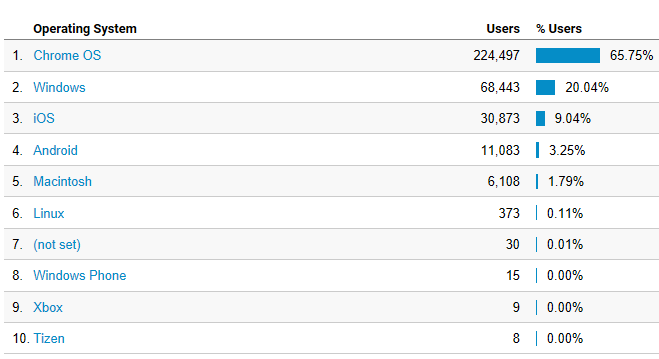 Operating System Users % Users
1. Chrome OS 224,497 65.75%
2. Windows 68,443 20.04%
3. iOS 30,873 9.04%
4. Android 11,083 3.25%
5. Macintosh 6,108 1.79%
6. Linux 373 0.11%
7. (not set) 30 0.01%
8. Windows Phone 15 0.00%
9. Xbox 9 0.00%
10. Tizen 8 0.00%